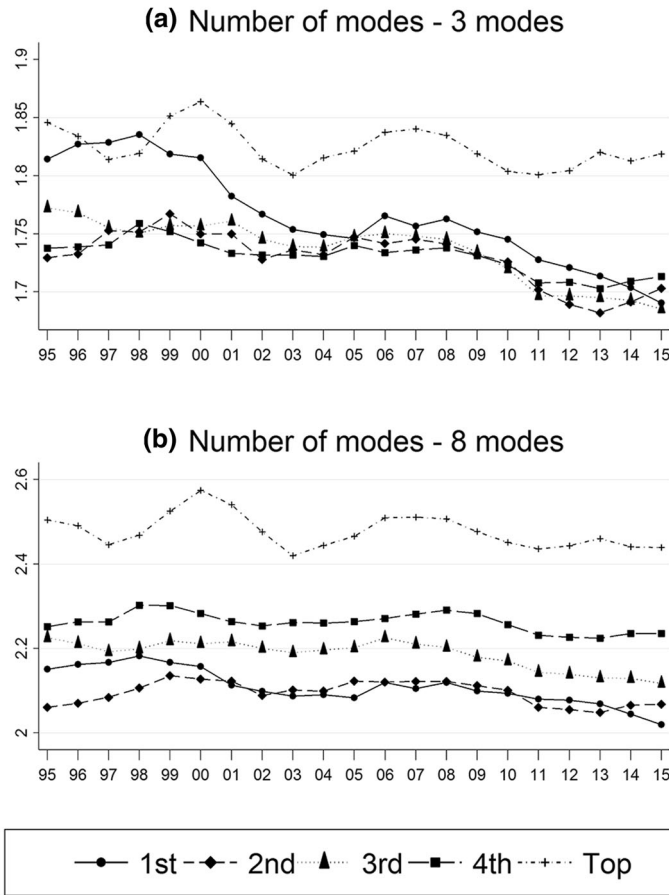 (a) Number of modes - 3 modes
1.9
1.85
1.8
1.75
1.7
95 96 97 98 99 00 01 02 03 04 05 06 07 08 09 10 11 12 13 14 15
(b) Number of modes - 8 modes
2.6
2.4
2.2
2
95 96 97 98 99 00 01 02 03 04 05 06 07 08 09 10 11 12 13 14 15
1st 2nd 3rd 4th Top